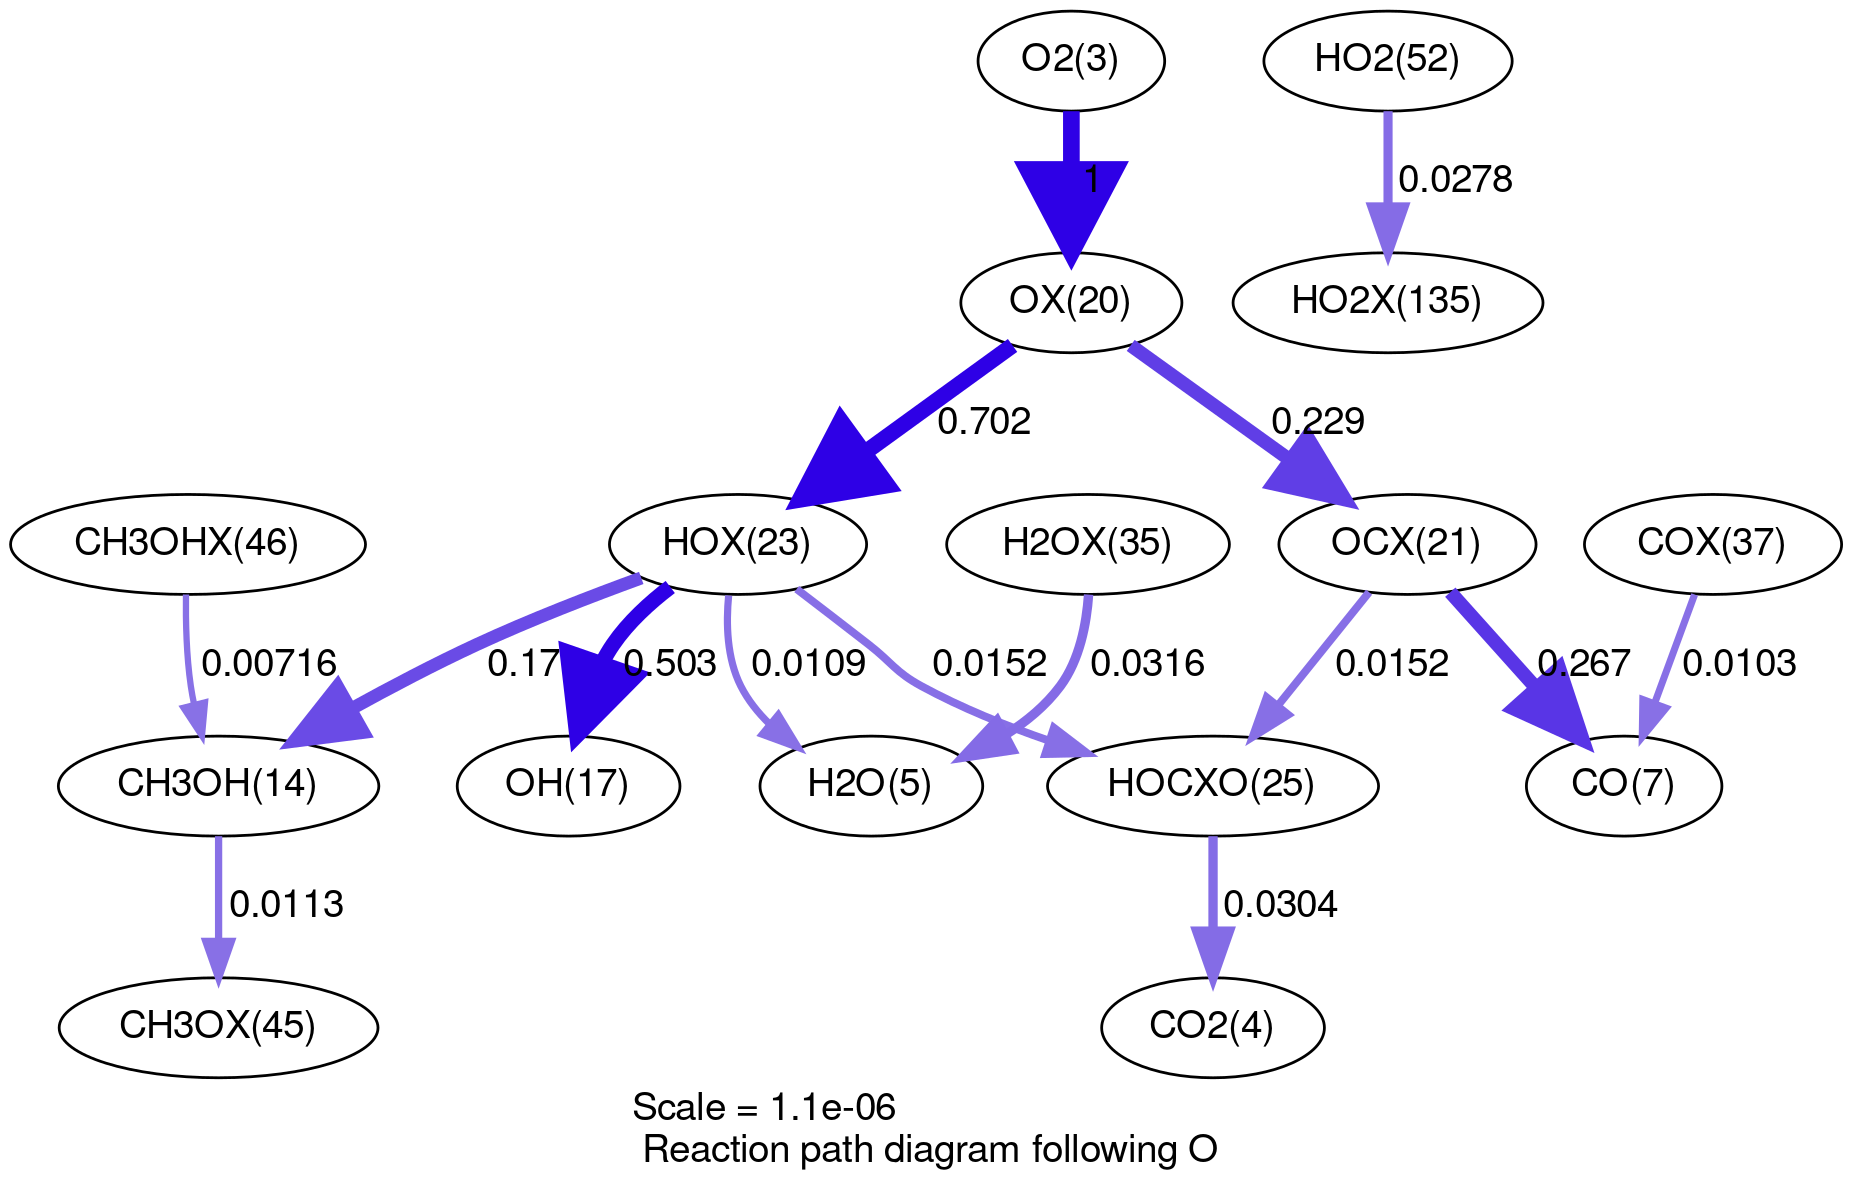 O2(3)
HO2(52)
1
0.0278
OX(20)
HO2X(135)
0.702
0.229
CH3OHX(46)
HOX(23)
H2OX(35)
OCX(21)
COX(37)
0.00716
0.17
0.503
0.0109
0.0152
0.0316
0.0152
0.267
0.0103
CH3OH(14)
OH(17)
H2O(5)
HOCXO(25)
CO(7)
0.0113
0.0304
CH3OX(45)
CO2(4)
Scale = 1.1e-06
Reaction path diagram following O